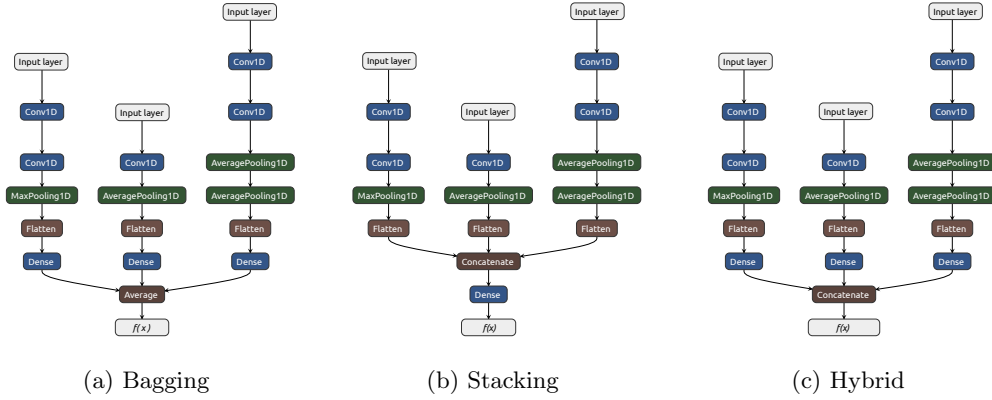 Input layer
Conv1D
Conv1D
MaxPooling1D
Flatten
Dense
Input layer
Conv1D
AveragePooling1D
Flatten
Dense
Input layer
Conv1D
Conv1D
AveragePooling1D
AveragePooling1D
Flatten
Dense
Average
f( x )
(a) Bagging
Input layer
Conv1D
Conv1D
MaxPooling1D
Flatten
Input layer
Conv1D
AveragePooling1D
Flatten
Input layer
Conv1D
Conv1D
AveragePooling1D
AveragePooling1D
Flatten
Concatenate
Dense
f(x)
(b) Stacking
Input layer
Conv1D
Conv1D
MaxPooling1D
Flatten
Dense
Input layer
Conv1D
AveragePooling1D
Flatten
Dense
Input layer
Conv1D
Conv1D
AveragePooling1D
AveragePooling1D
Flatten
Dense
Concatenate
f(x)
(c) Hybrid